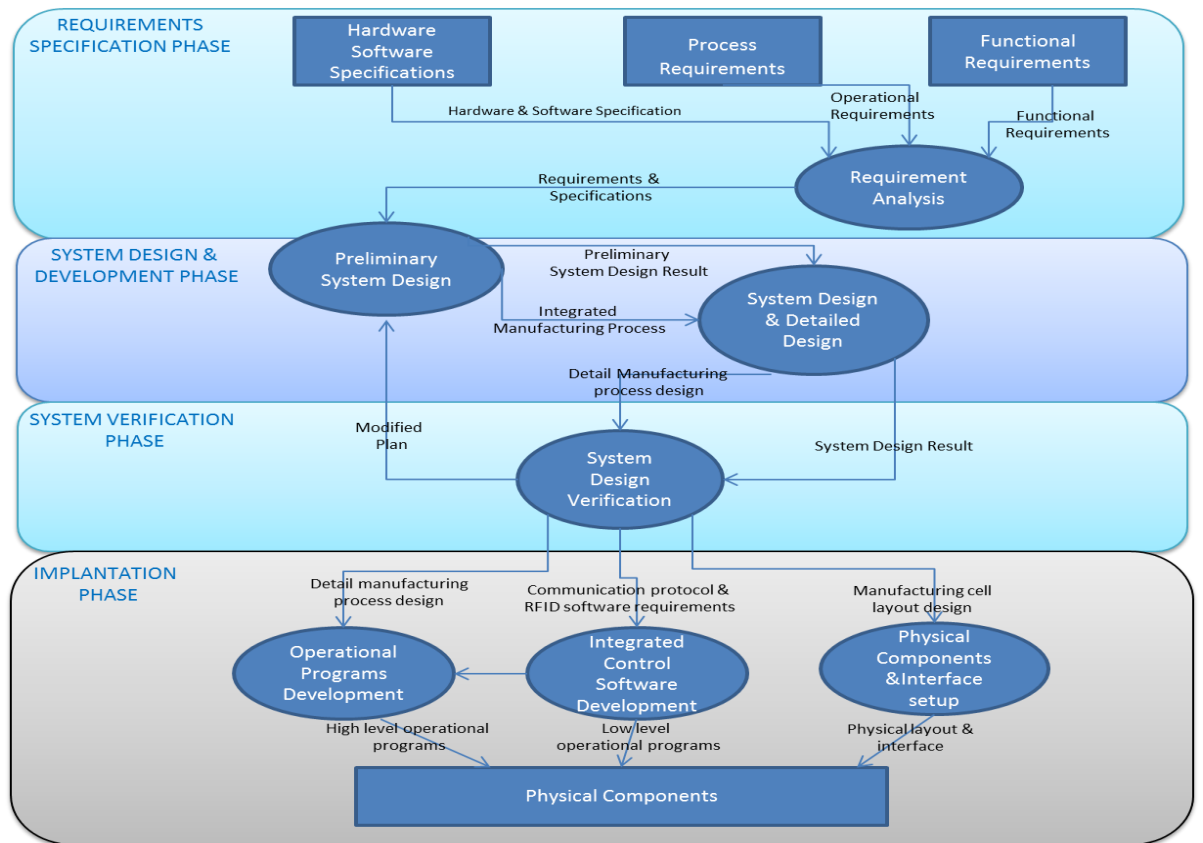 REQUIREMENTS
SPECIFICATION PHASE
Hardware
Software
Specifications
Process
Requirements
Functional
Requirements
Hardware & Software Specification
Operational
Requirements
Functional
Requirements
Requirement
Analysis
Requirements &
Specifications
SYSTEM DESIGN &
DEVELOPMENT PHASE
Preliminary
System Design
Preliminary
System Design Result
Integrated
Manufacturing Process
System Design
& Detailed
Design
Detail Manufacturing
process design
SYSTEM VERIFICATION
PHASE
Modified
Plan
System
Design
Verification
System Design Result
IMPLANTATION
PHASE
Detail manufacturing
process design
Communication protocol &
RFID software requirements
Manufacturing cell
layout design
Operational
Programs
Development
Integrated
Control
Software
Development
Physical
Components
&Interface
setup
High level operational
programs
Low level
operational programs
Physical layout &
interface
Physical Components